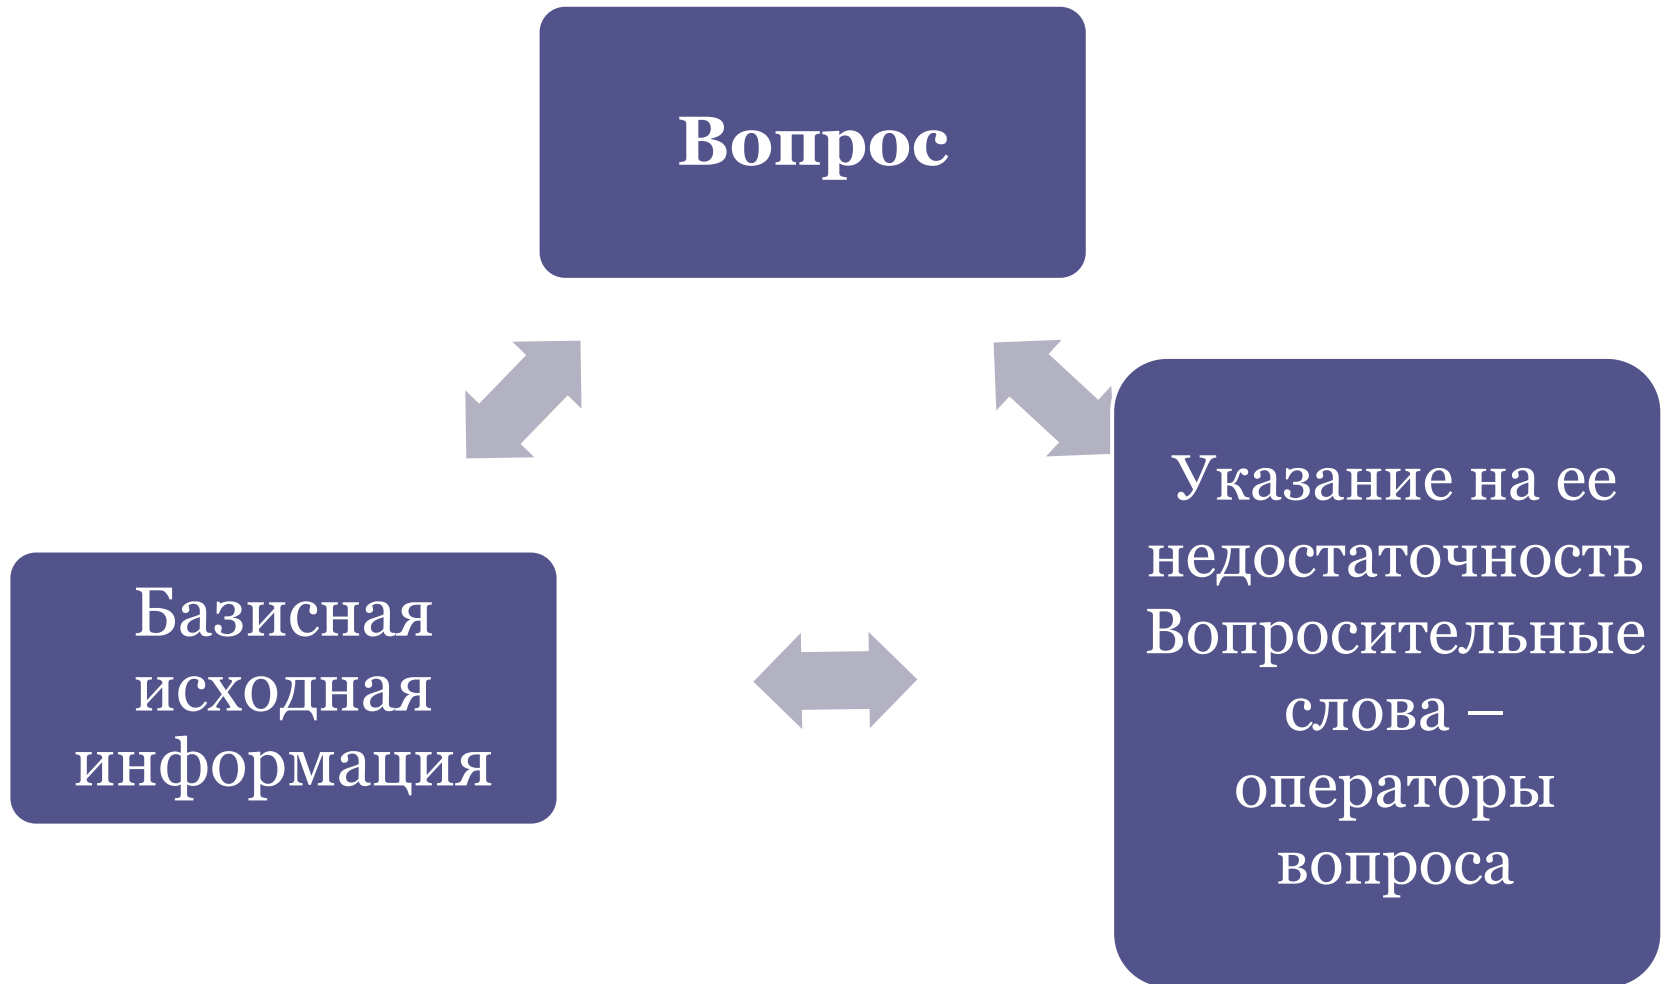 Вопрос
Базисная
исходная
информация
Указание на ее
недостаточность
Вопросительные
слова –
операторы
вопроса